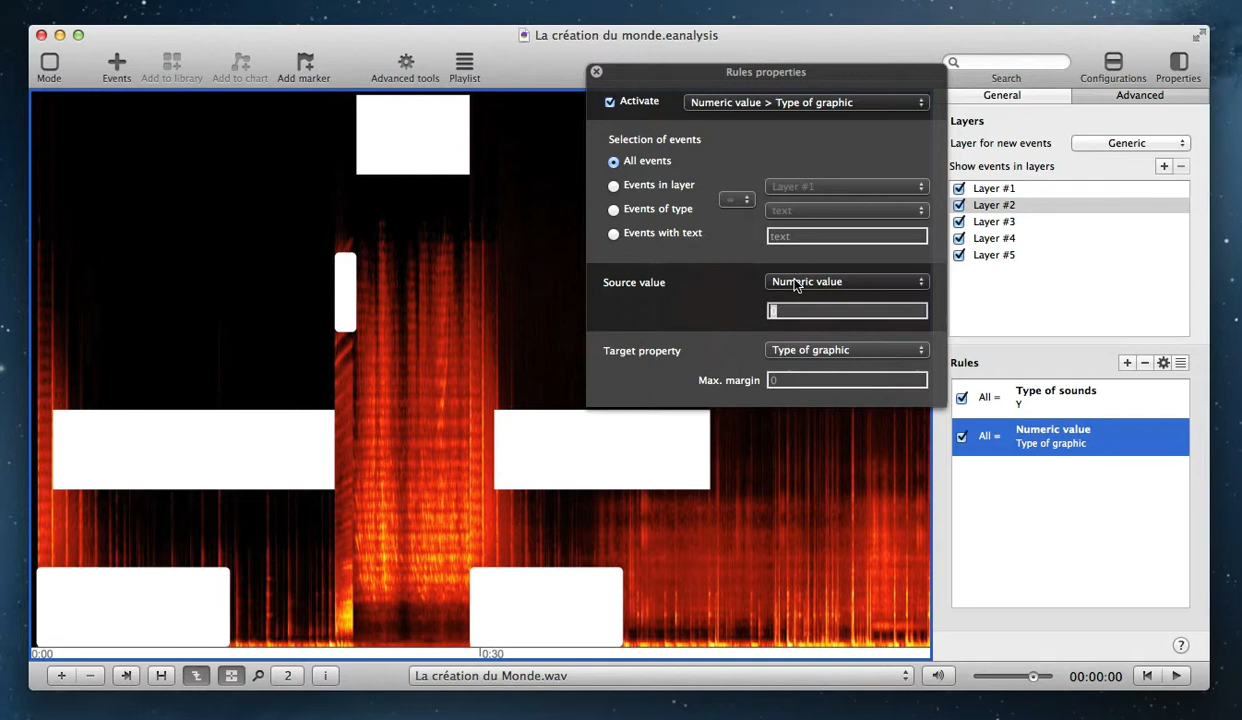 La création du monde.eanalysis
Mode
Events
Add to library
Add to chart
Add marker
Advanced tools
Playlist
Search
Configurations
Properties
Rules properties
Activate
Numeric value > Type of graphic
Selection of events
All events
Events in layer
=
Layer #1
Events of type
text
Events with text
text
Source value
Numeric value
Target property
Type of graphic
Max. margin
0
General
Advanced
Layers
Layer for new events
Generic
Show events in layers
+ −
Layer #1
Layer #2
Layer #3
Layer #4
Layer #5
Rules
+ −
All =
Type of sounds
Y
All =
Numeric value
Type of graphic
?
0:00
0:30
+ −
2
i
La création du Monde.wav
00:00:00